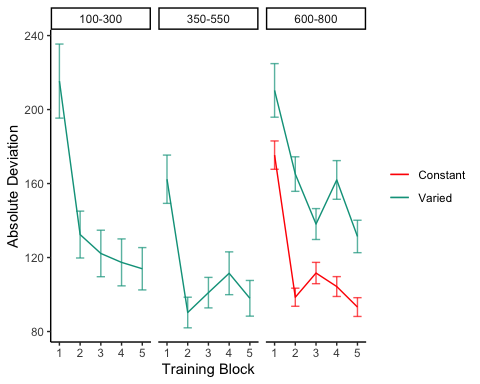 100-300 350-550 600-800
240
200
160
120
80
Absolute Deviation
1 2 3 4 5 1 2 3 4 5 1 2 3 4 5
Training Block
Constant
Varied